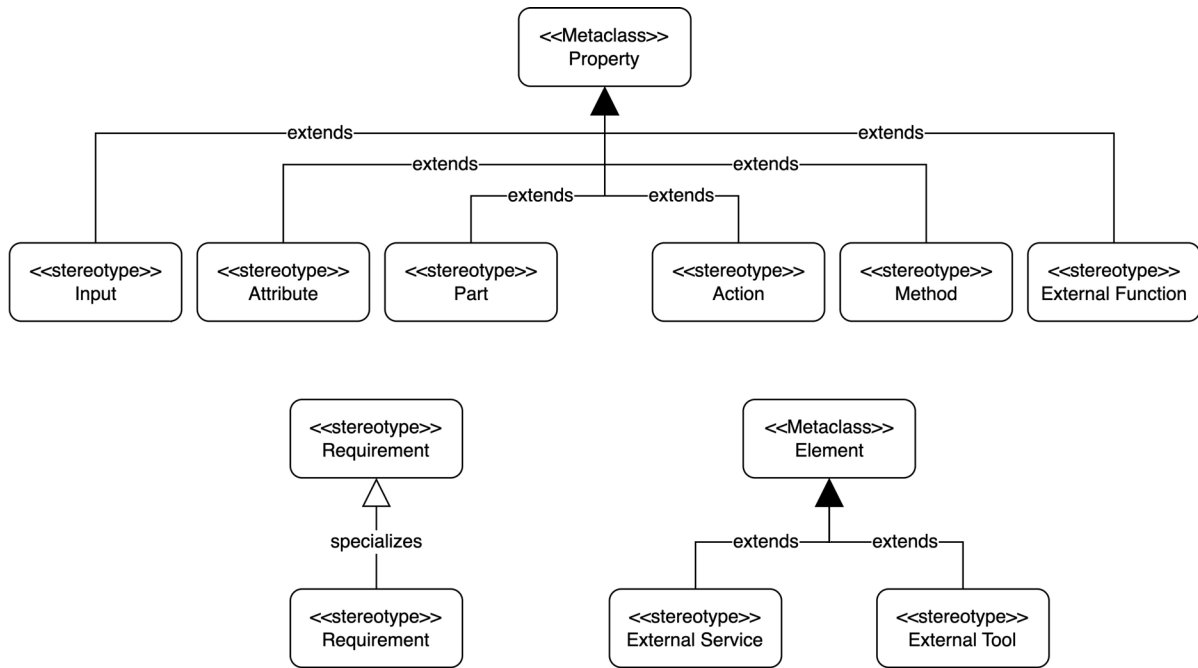 <<Metaclass>>
Property
extends
extends
extends
extends
extends
extends
<<stereotype>>
Input
<<stereotype>>
Attribute
<<stereotype>>
Part
<<stereotype>>
Action
<<stereotype>>
Method
<<stereotype>>
External Function
<<stereotype>>
Requirement
<<Metaclass>>
Element
specializes
extends
extends
<<stereotype>>
Requirement
<<stereotype>>
External Service
<<stereotype>>
External Tool